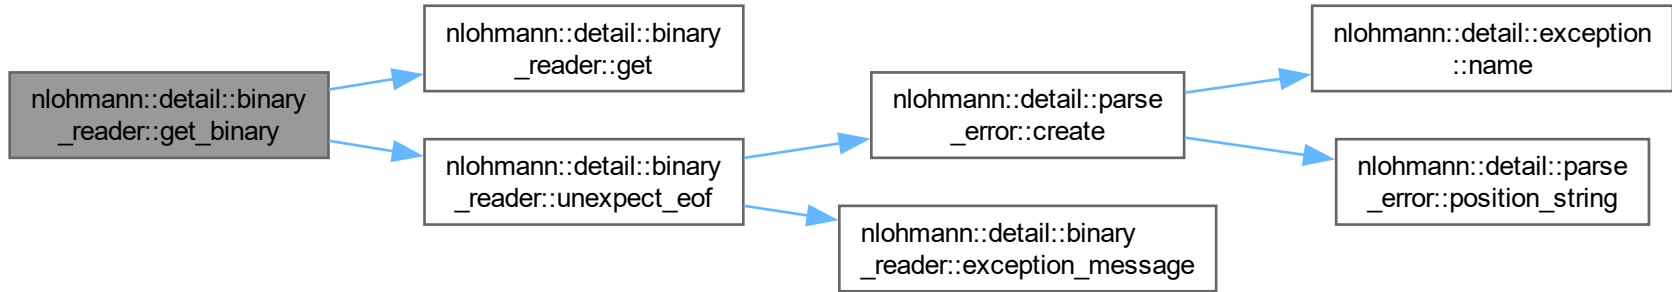 nlohmann::detail::binary
_reader::get_binary
nlohmann::detail::binary
_reader::get
nlohmann::detail::binary
_reader::unexpect_eof
nlohmann::detail::parse
_error::create
nlohmann::detail::exception
::name
nlohmann::detail::parse
_error::position_string
nlohmann::detail::binary
_reader::exception_message